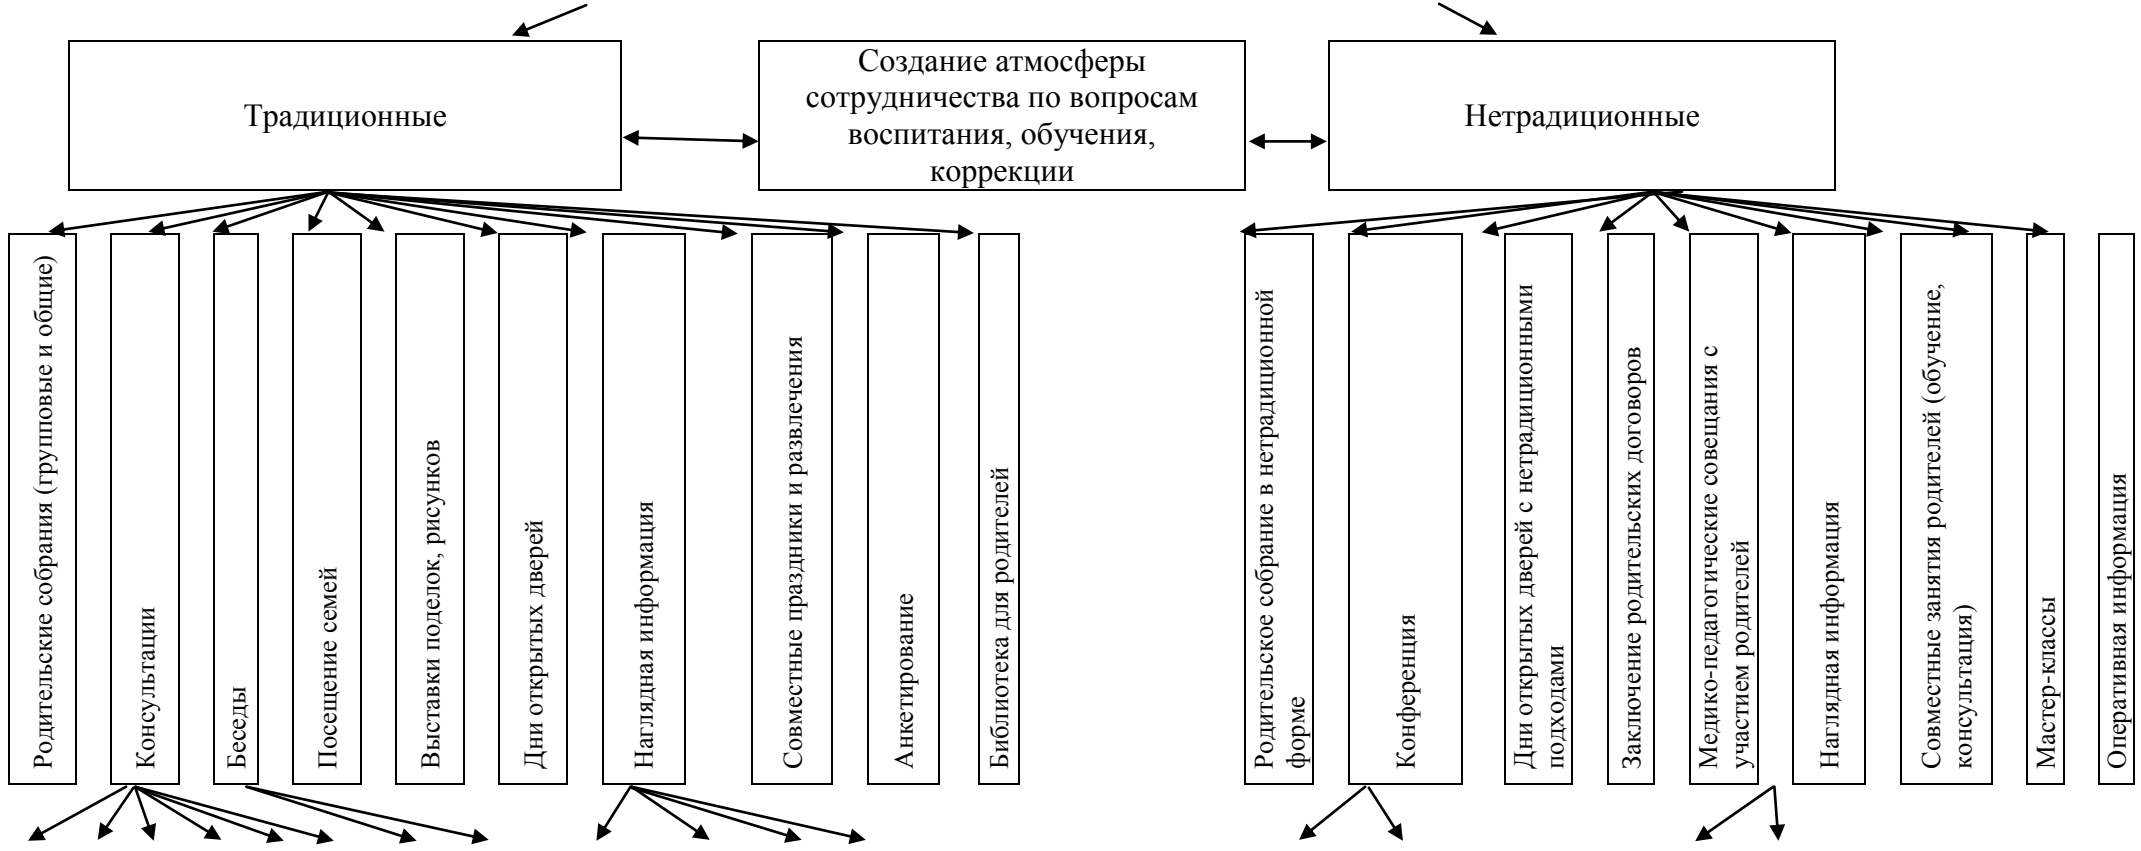 Традиционные
Создание атмосферы
сотрудничества по вопросам
воспитания, обучения,
коррекции
Нетрадиционные
Родительские собрания (групповые и общие)
Консультации
Беседы
Посещение семей
Выставки поделок, рисунков
Дни открытых дверей
Наглядная информация
Совместные праздники и развлечения
Анкетирование
Библиотека для родителей
Родительское собрание в нетрадиционной
форме
Конференция
Дни открытых дверей с нетрадиционными
подходами
Заключение родительских договоров
Медико-педагогические совещания с
участием родителей
Наглядная информация
Совместные занятия родителей (обучение,
консультация)
Мастер-классы
Оперативная информация